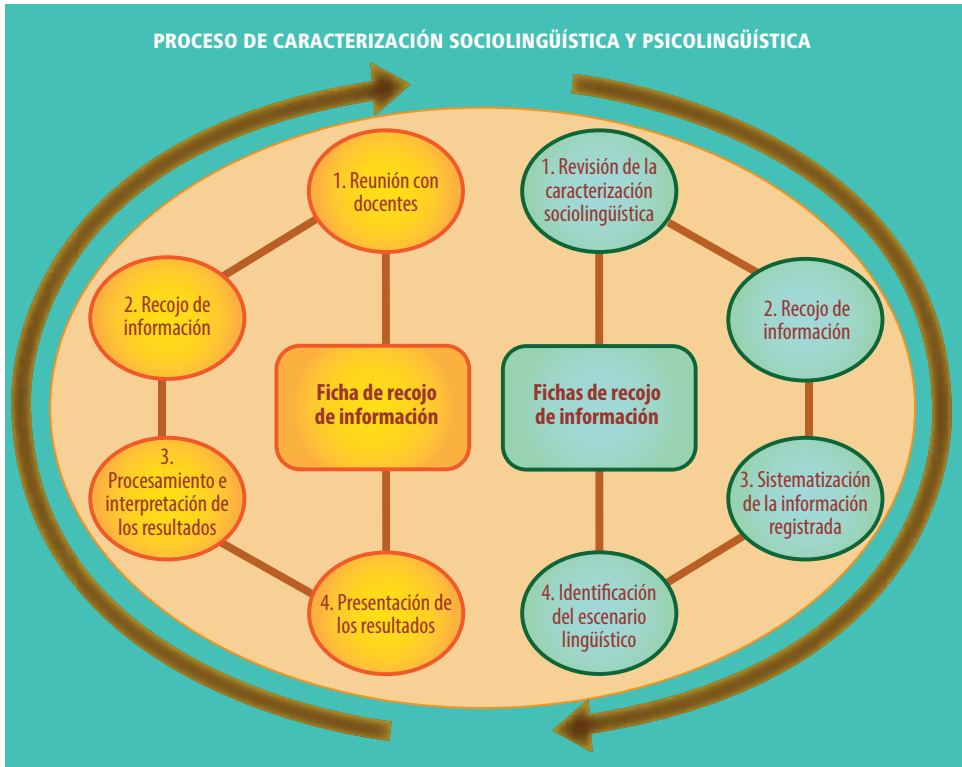 PROCESO DE CARACTERIZACIÓN SOCIOLINGÜÍSTICA Y PSICOLINGÜÍSTICA
1. Reunión con
docentes
2. Recojo de
información
3.
Procesamiento e
interpretación de
los resultados
4. Presentación de
los resultados
Ficha de recojo
de información
1. Revisión de la
caracterización
sociolingüística
2. Recojo de
información
3. Sistematización
de la información
registrada
4. Identificación
del escenario
lingüístico
Fichas de recojo
de información